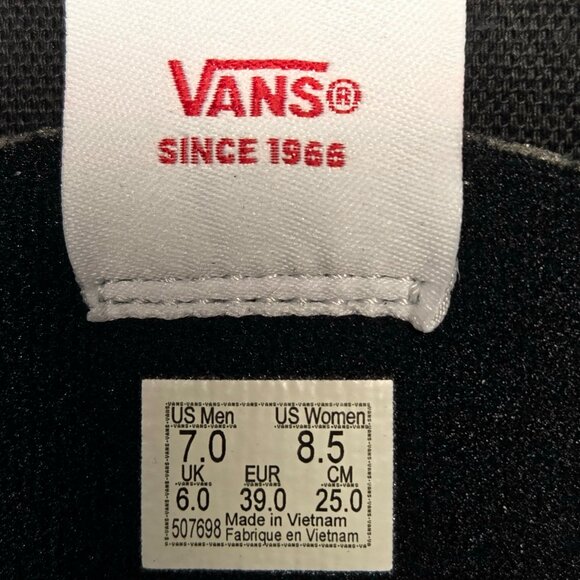 VANS®
SINCE 1966
US Men US Women
7.0 8.5
UK EUR CM
6.0 39.0 25.0
507698 Made in Vietnam
Fabrique en Vietnam